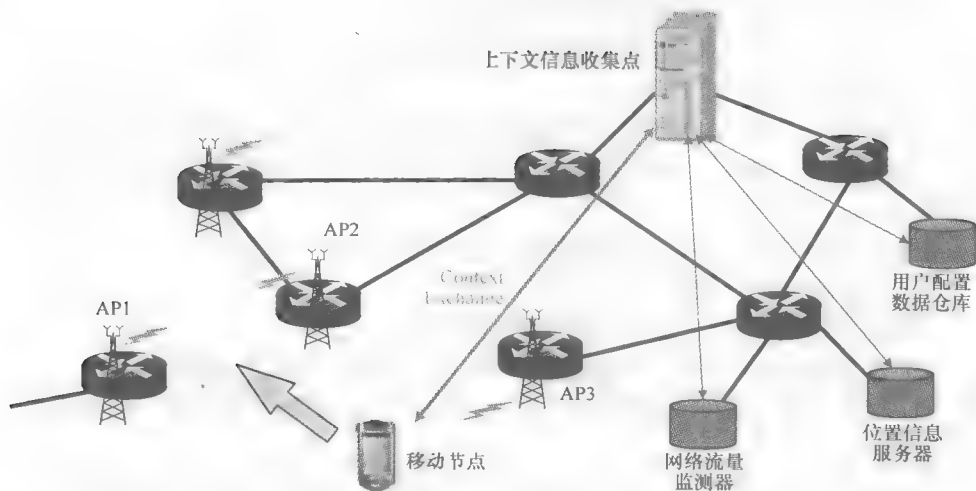 上下文信息收集点
AP2
Context
Exchange
用户配置
数据仓库
AP1
AP3
移动节点
网络流量
监测器
位置信息
服务器